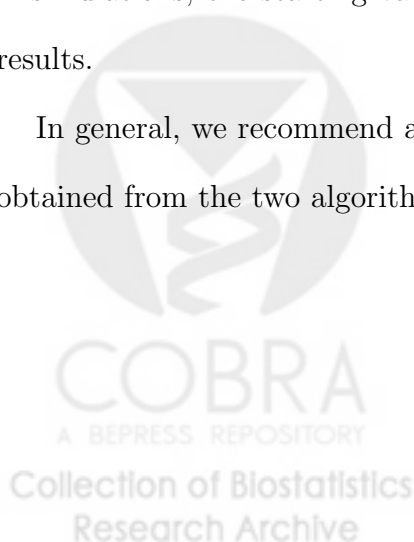 results.
In general, we recommend a
obtained from the two algorith
COBRA
A BEPRESS REPOSITORY
Collection of Biostatistics
Research Archive